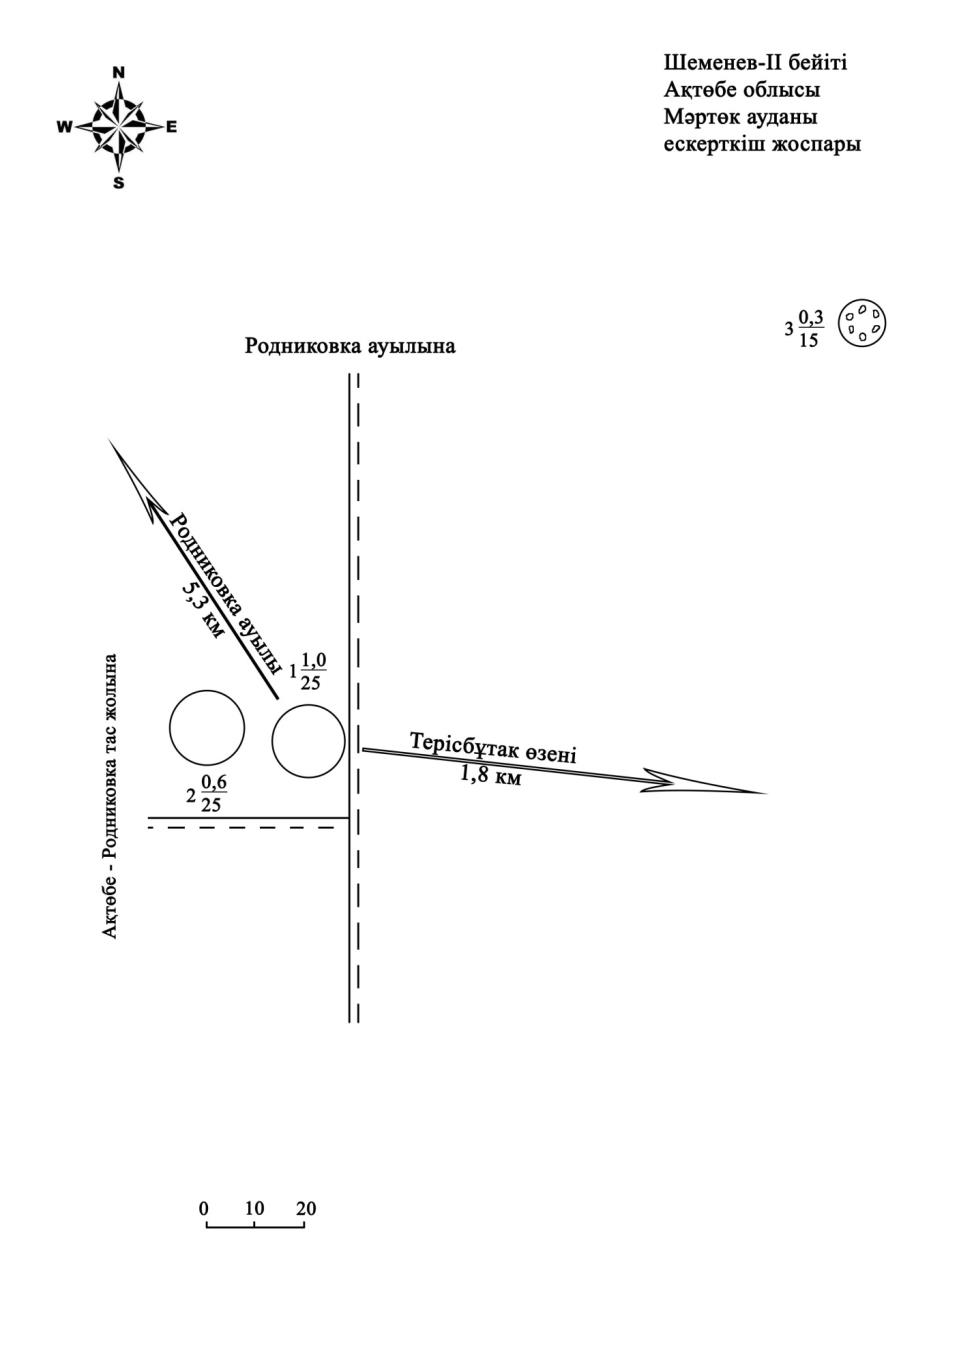 N
W E
S
Шеменев-II бейіті
Ақтөбе облысы
Мәртөк ауданы
ескерткіш жоспары
3 0,3
15
Родниковка ауылына
Родниковка ауылы
5,3 км
1 1,0
25
Ақтөбе - Родниковка тас жолына
2 0,6
25
Терісбұтак өзені
1,8 км
0 10 20